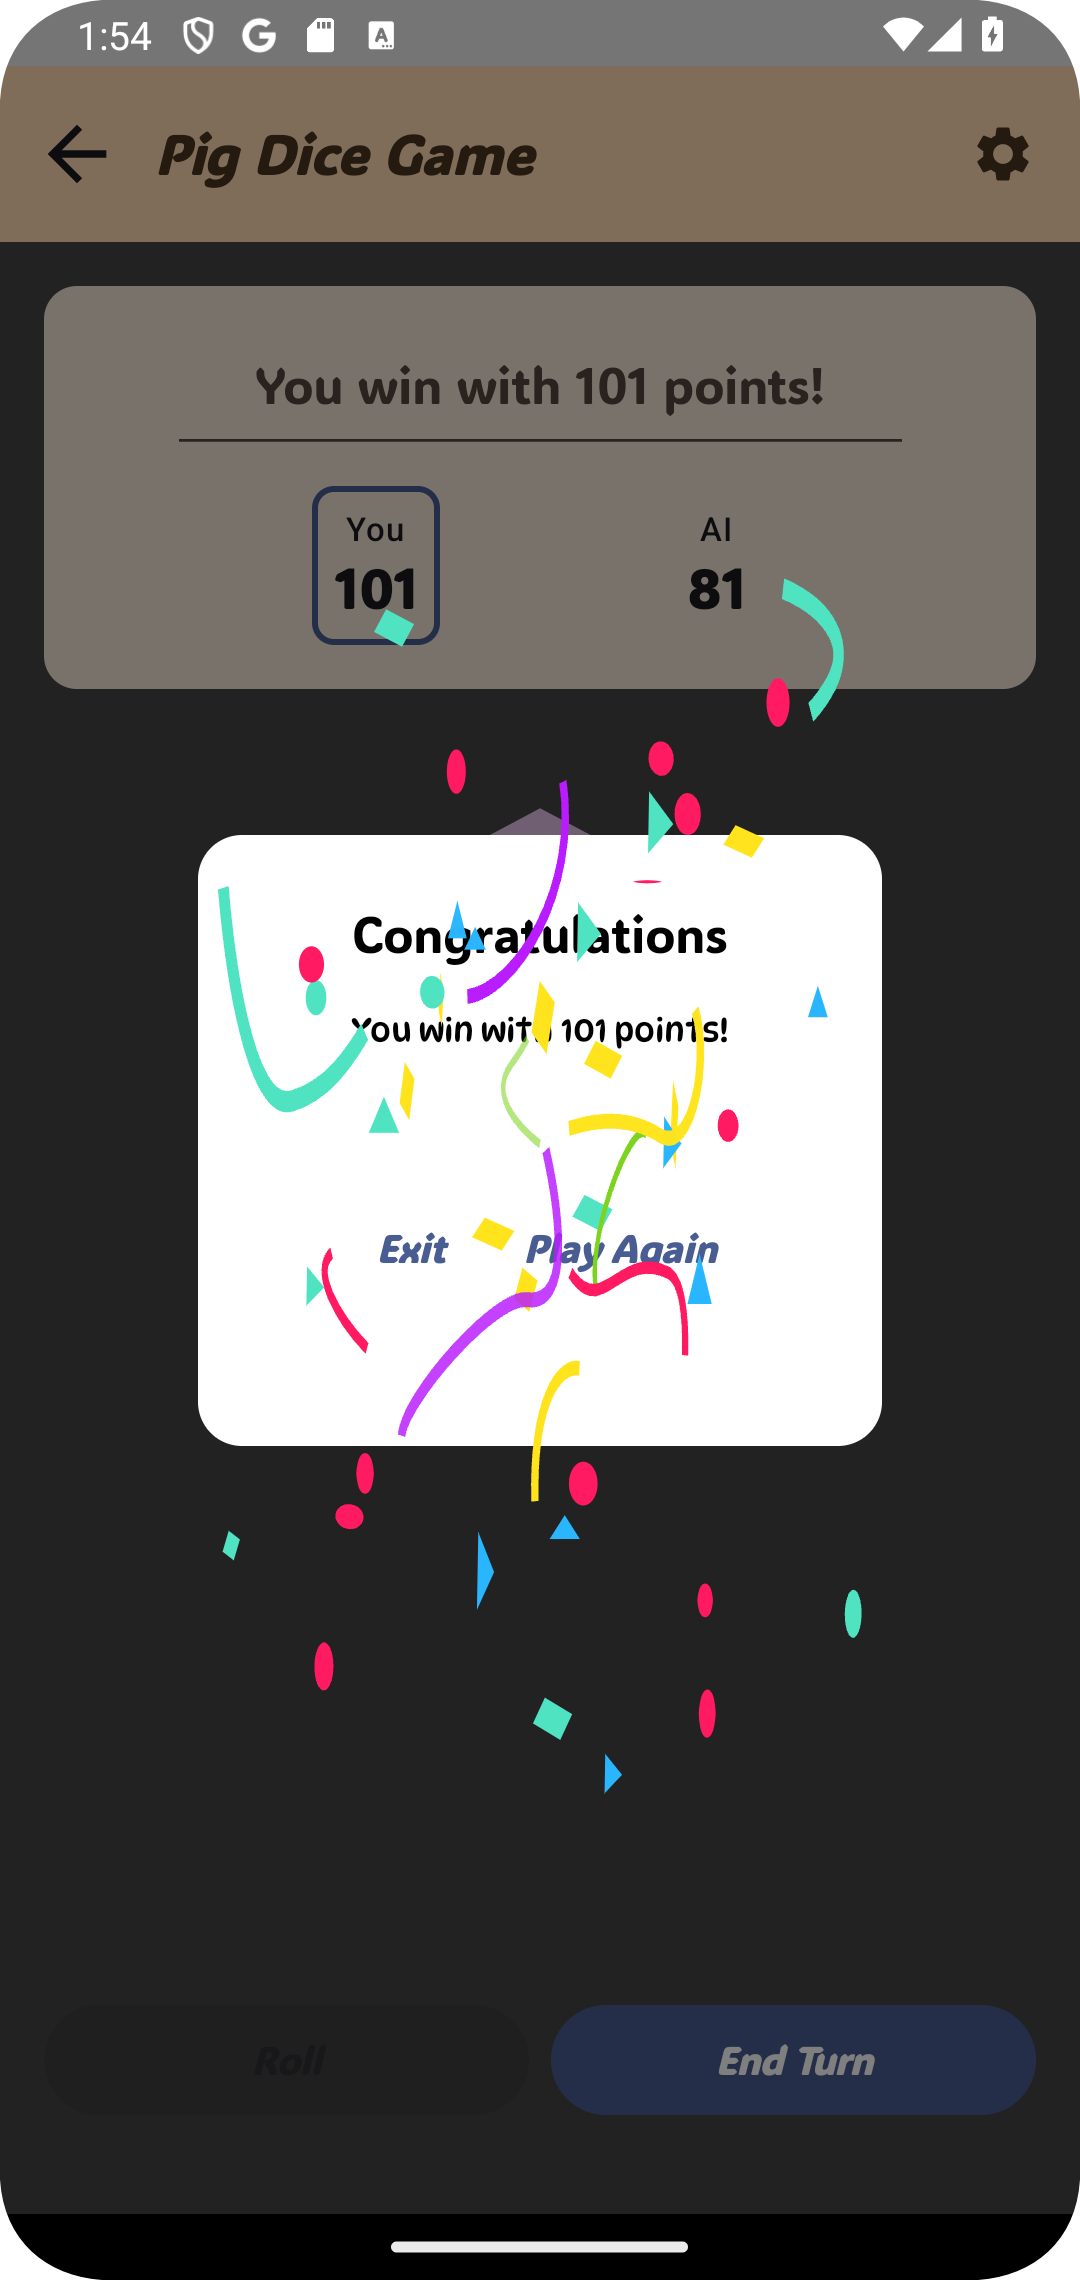 1:54
Pig Dice Game
You win with 101 points!
You
AI
101
81
Congratulations
You win with 101 points!
Exit
Play Again
Roll
End Turn